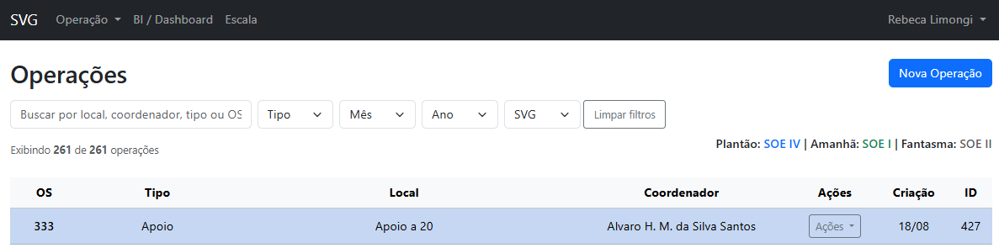 SVG Operação BI / Dashboard Escala Rebeca Limongi
Operações Nova Operação
Buscar por local, coordenador, tipo ou OS Tipo Mês Ano SVG Limpar filtros
Exibindo 261 de 261 operações Plantão: SOE IV | Amanhã: SOE I | Fantasma: SOE II
OS Tipo Local Coordenador Ações Criação ID
333 Apoio Apoio a 20 Alvaro H. M. da Silva Santos Ações 18/08 427